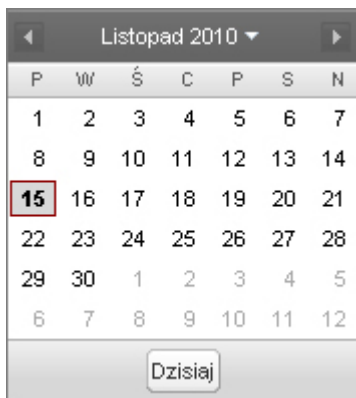 Listopad 2010
P W Ś C P S N
1 2 3 4 5 6 7
8 9 10 11 12 13 14
15 16 17 18 19 20 21
22 23 24 25 26 27 28
29 30 1 2 3 4 5
6 7 8 9 10 11 12
Dzisiaj